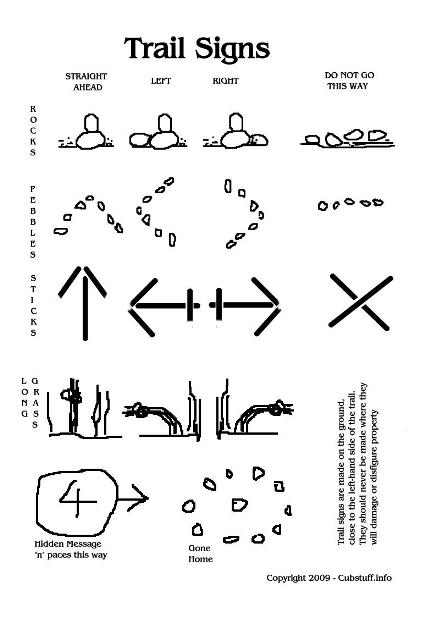 Trail Signs
STRAIGHT
AHEAD
LEFT
RIGHT
DO NOT GO
THIS WAY
ROCKS
PEBBLES
STICKS
LONG
GRASS
4
Hidden Message
'n' paces this way
Gone
Home
Trail signs are made on the ground,
close to the left-hand side of the trail.
They should never be made where they
will damage or disfigure property
Copyright 2009 - Cubstuff.info